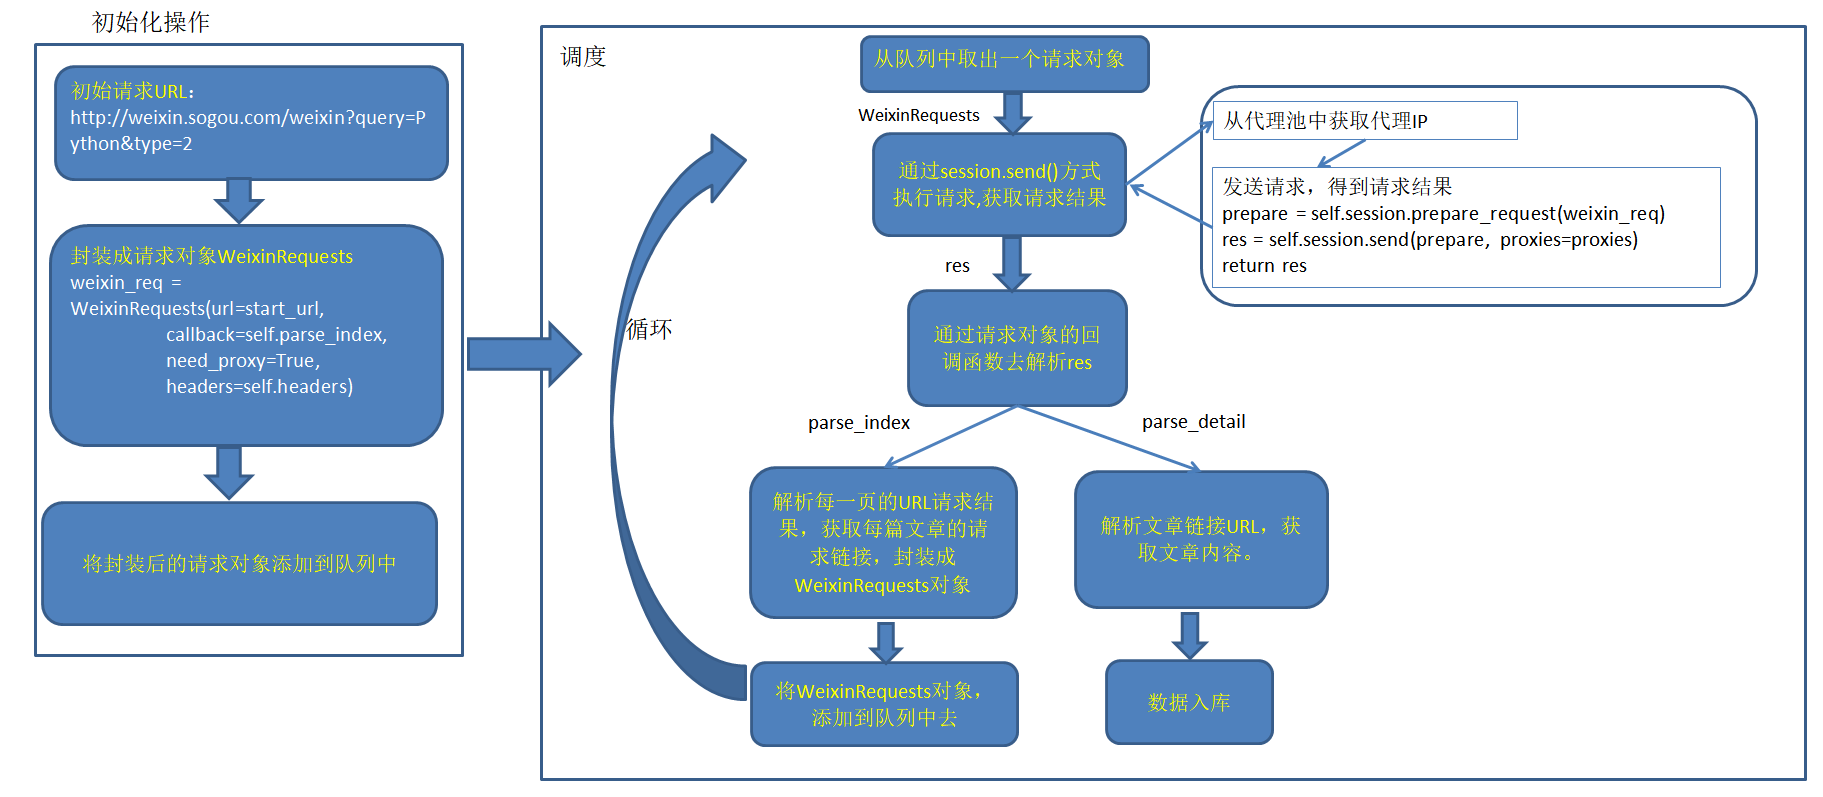 初始化操作
初始请求URL：
http://weixin.sogou.com/weixin?query=P
ython&type=2
封装成请求对象WeixinRequests
weixin_req =
WeixinRequests(url=start_url,
callback=self.parse_index,
need_proxy=True,
headers=self.headers)
将封装后的请求对象添加到队列中
调度
从队列中取出一个请求对象
WeixinRequests
通过session.send()方式
执行请求,获取请求结果
从代理池中获取代理IP
发送请求，得到请求结果
prepare = self.session.prepare_request(weixin_req)
res = self.session.send(prepare, proxies=proxies)
return res
res
循环
通过请求对象的回
调函数去解析res
parse_index
parse_detail
解析每一页的URL请求结
果，获取每篇文章的请
求链接，封装成
WeixinRequests对象
解析文章链接URL，获
取文章内容。
将WeixinRequests对象，
添加到队列中去
数据入库